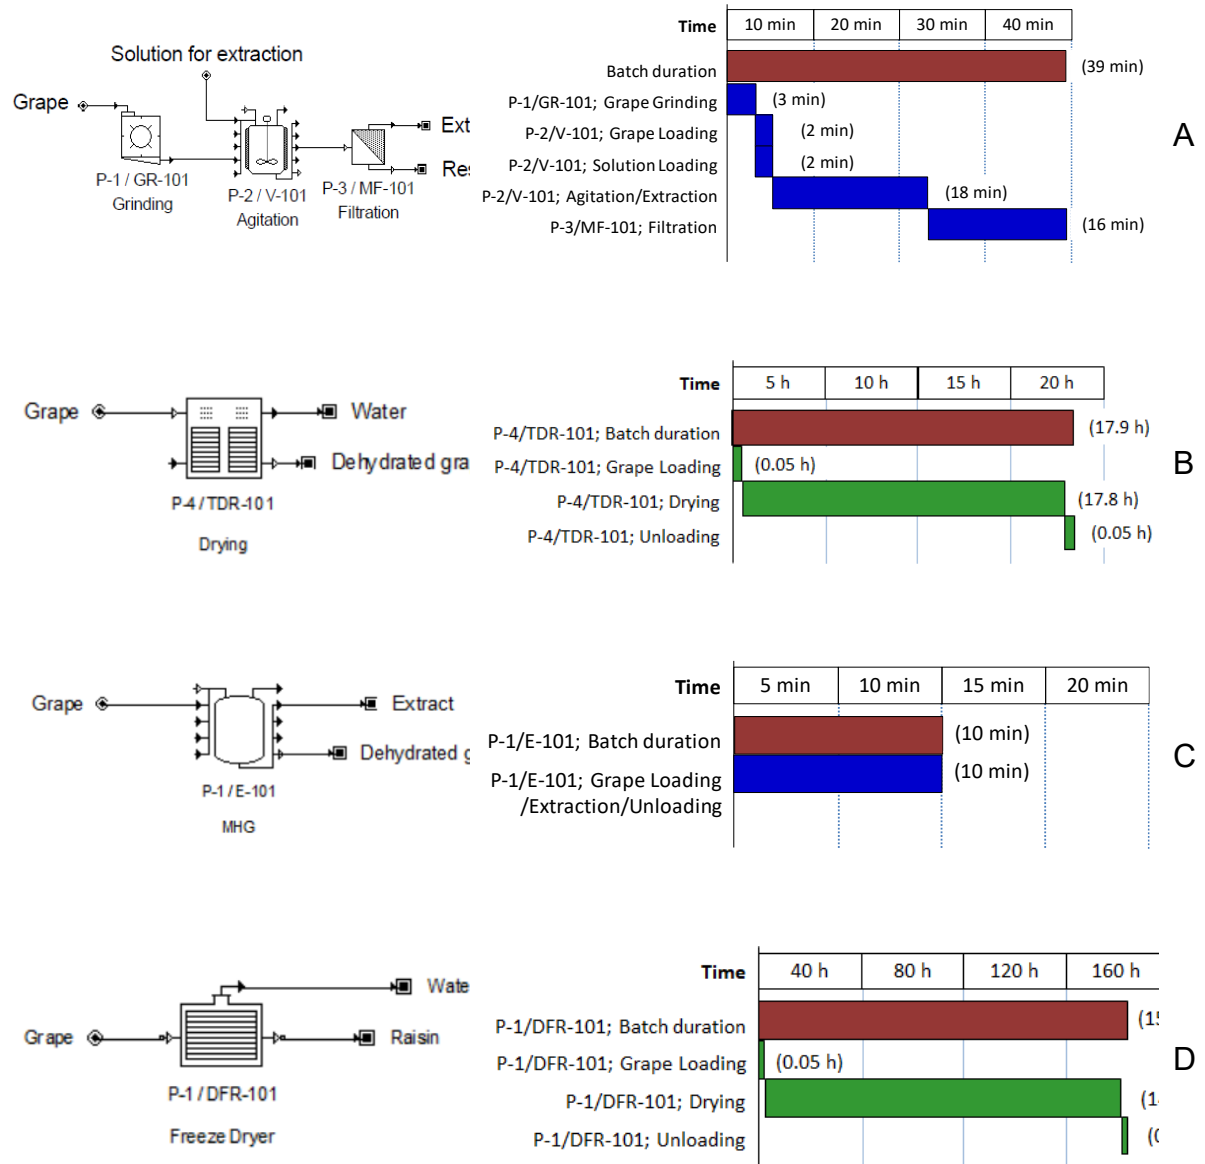 Solution for extraction
Grape
Ext
Res
P-1 / GR-101
Grinding
P-2 / V-101
Agitation
P-3 / MF-101
Filtration
Time 10 min 20 min 30 min 40 min
Batch duration (39 min)
P-1/GR-101; Grape Grinding (3 min)
P-2/V-101; Grape Loading (2 min)
P-2/V-101; Solution Loading (2 min)
P-2/V-101; Agitation/Extraction (18 min)
P-3/MF-101; Filtration (16 min)
A
Grape
Water
Dehydrated gra
P-4/TDR-101
Drying
Time 5 h 10 h 15 h 20 h
P-4/TDR-101; Batch duration (17.9 h)
P-4/TDR-101; Grape Loading (0.05 h)
P-4/TDR-101; Drying (17.8 h)
P-4/TDR-101; Unloading (0.05 h)
B
Grape
Extract
Dehydrated g
P-1 / E-101
MHG
Time 5 min 10 min 15 min 20 min
P-1/E-101; Batch duration (10 min)
P-1/E-101; Grape Loading (10 min)
/Extraction/Unloading
C
Grape
Wate
Raisin
P-1 / DFR-101
Freeze Dryer
Time 40 h 80 h 120 h 160 h
P-1/DFR-101; Batch duration (15
P-1/DFR-101; Grape Loading (0.05 h)
P-1/DFR-101; Drying
P-1/DFR-101; Unloading
D